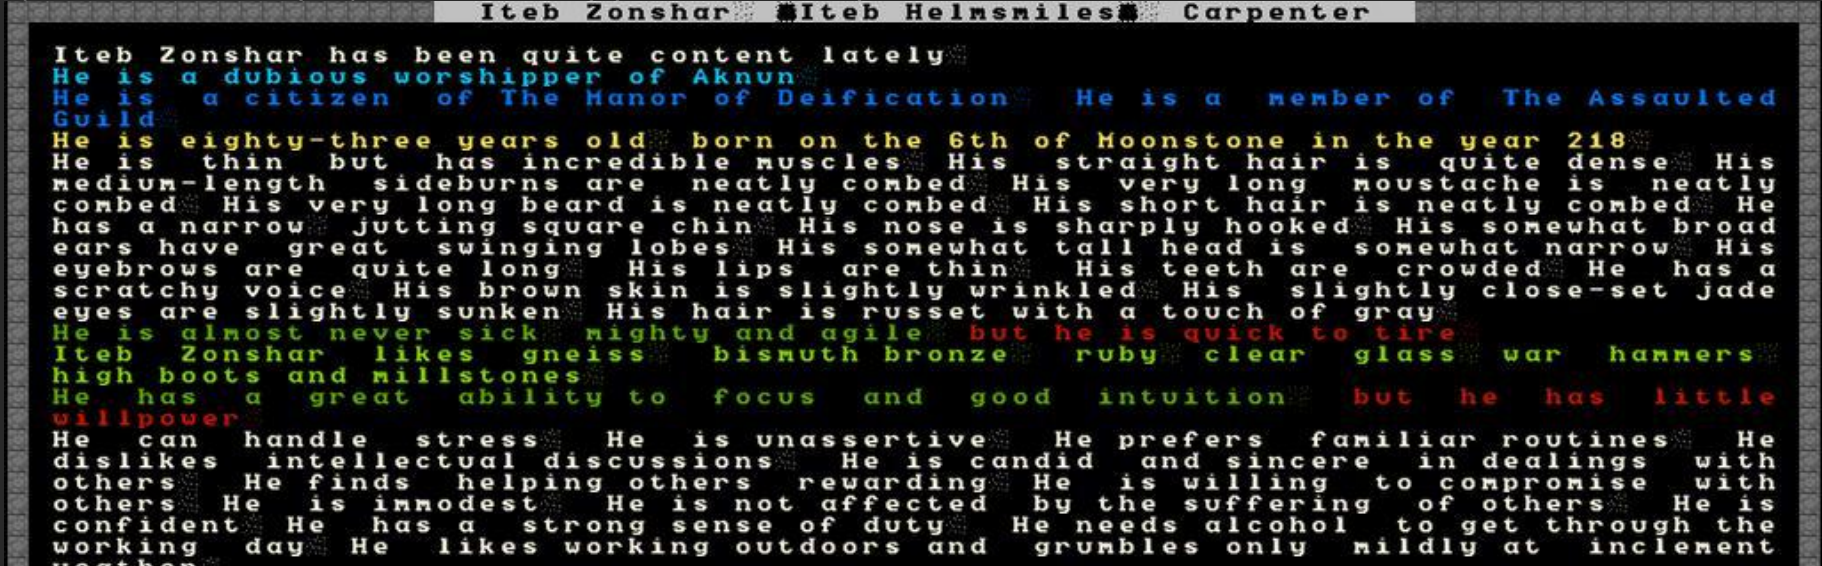 Iteb Zonshar ░ ☼Iteb Helmsmiles☼░ Carpenter
Iteb Zonshar has been quite content lately░
He is a dubious worshipper of Aknun░
He is a citizen of The Manor of Deification░ He is a member of The Assaulted
Guild░
He is eighty-three years old░ born on the 6th of Moonstone in the year 218░
He is thin but has incredible muscles░ His straight hair is quite dense░ His
medium-length sideburns are neatly combed░ His very long moustache is neatly
combed░ His very long beard is neatly combed░ His short hair is neatly combed░ He
has a narrow░ jutting square chin░ His nose is sharply hooked░ His somewhat broad
ears have great swinging lobes░ His somewhat tall head is somewhat narrow░ His
eyebrows are quite long░ His lips are thin░ His teeth are crowded░ He has a
scratchy voice░ His brown skin is slightly wrinkled░ His slightly close-set jade
eyes are slightly sunken░ His hair is russet with a touch of gray░
He is almost never sick░ mighty and agile░ but he is quick to tire░
Iteb Zonshar likes gneiss░ bismuth bronze░ ruby░ clear glass░ war hammers░
high boots and millstones░
He has a great ability to focus and good intuition░ but he has little
willpower░
He can handle stress░ He is unassertive░ He prefers familiar routines░ He
dislikes intellectual discussions░ He is candid and sincere in dealings with
others░ He finds helping others rewarding░ He is willing to compromise with
others░ He is immodest░ He is not affected by the suffering of others░ He is
confident░ He has a strong sense of duty░ He needs alcohol to get through the
working day░ He likes working outdoors and grumbles only mildly at inclement
weather░